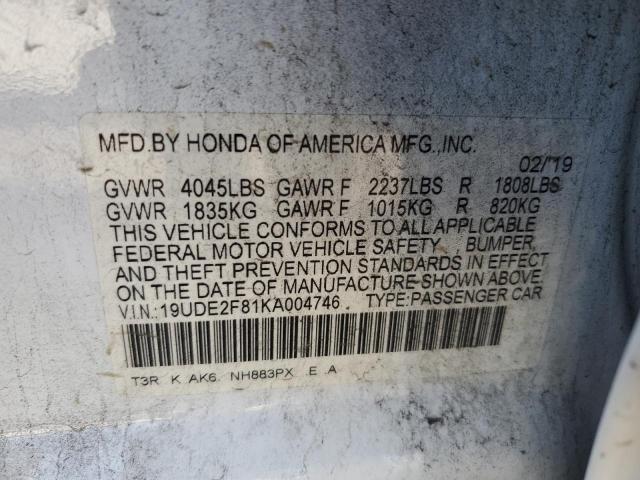 MFD.BY HONDA OF AMERICA MFG.,INC.
02/'19
GVWR 4045LBS GAWR F 2237LBS R 1808LBS
GVWR 1835KG GAWR F 1015KG R 820KG
THIS VEHICLE CONFORMS TO ALL APPLICABLE
FEDERAL MOTOR VEHICLE SAFETY, BUMPER,
AND THEFT PREVENTION STANDARDS IN EFFECT
ON THE DATE OF MANUFACTURE SHOWN ABOVE.
V.I.N.: 19UDE2F81KA004746 TYPE:PASSENGER CAR
T3R K AK6 NH883PX E A